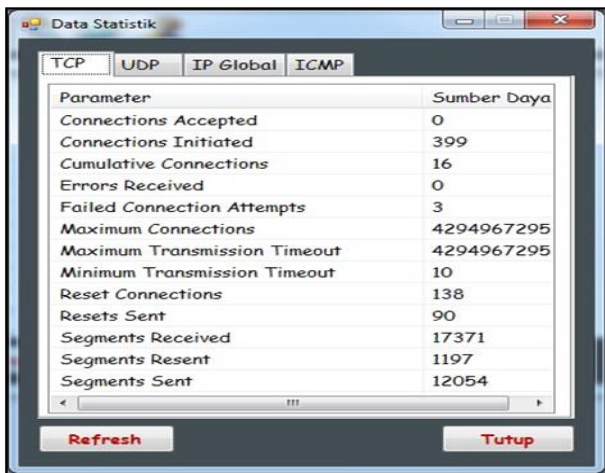 Data Statistik
TCP UDP IP Global ICMP
Parameter Sumber Daya
Connections Accepted 0
Connections Initiated 399
Cumulative Connections 16
Errors Received 0
Failed Connection Attempts 3
Maximum Connections 4294967295
Maximum Transmission Timeout 4294967295
Minimum Transmission Timeout 10
Reset Connections 138
Resets Sent 90
Segments Received 17371
Segments Resent 1197
Segments Sent 12054
Refresh Tutup